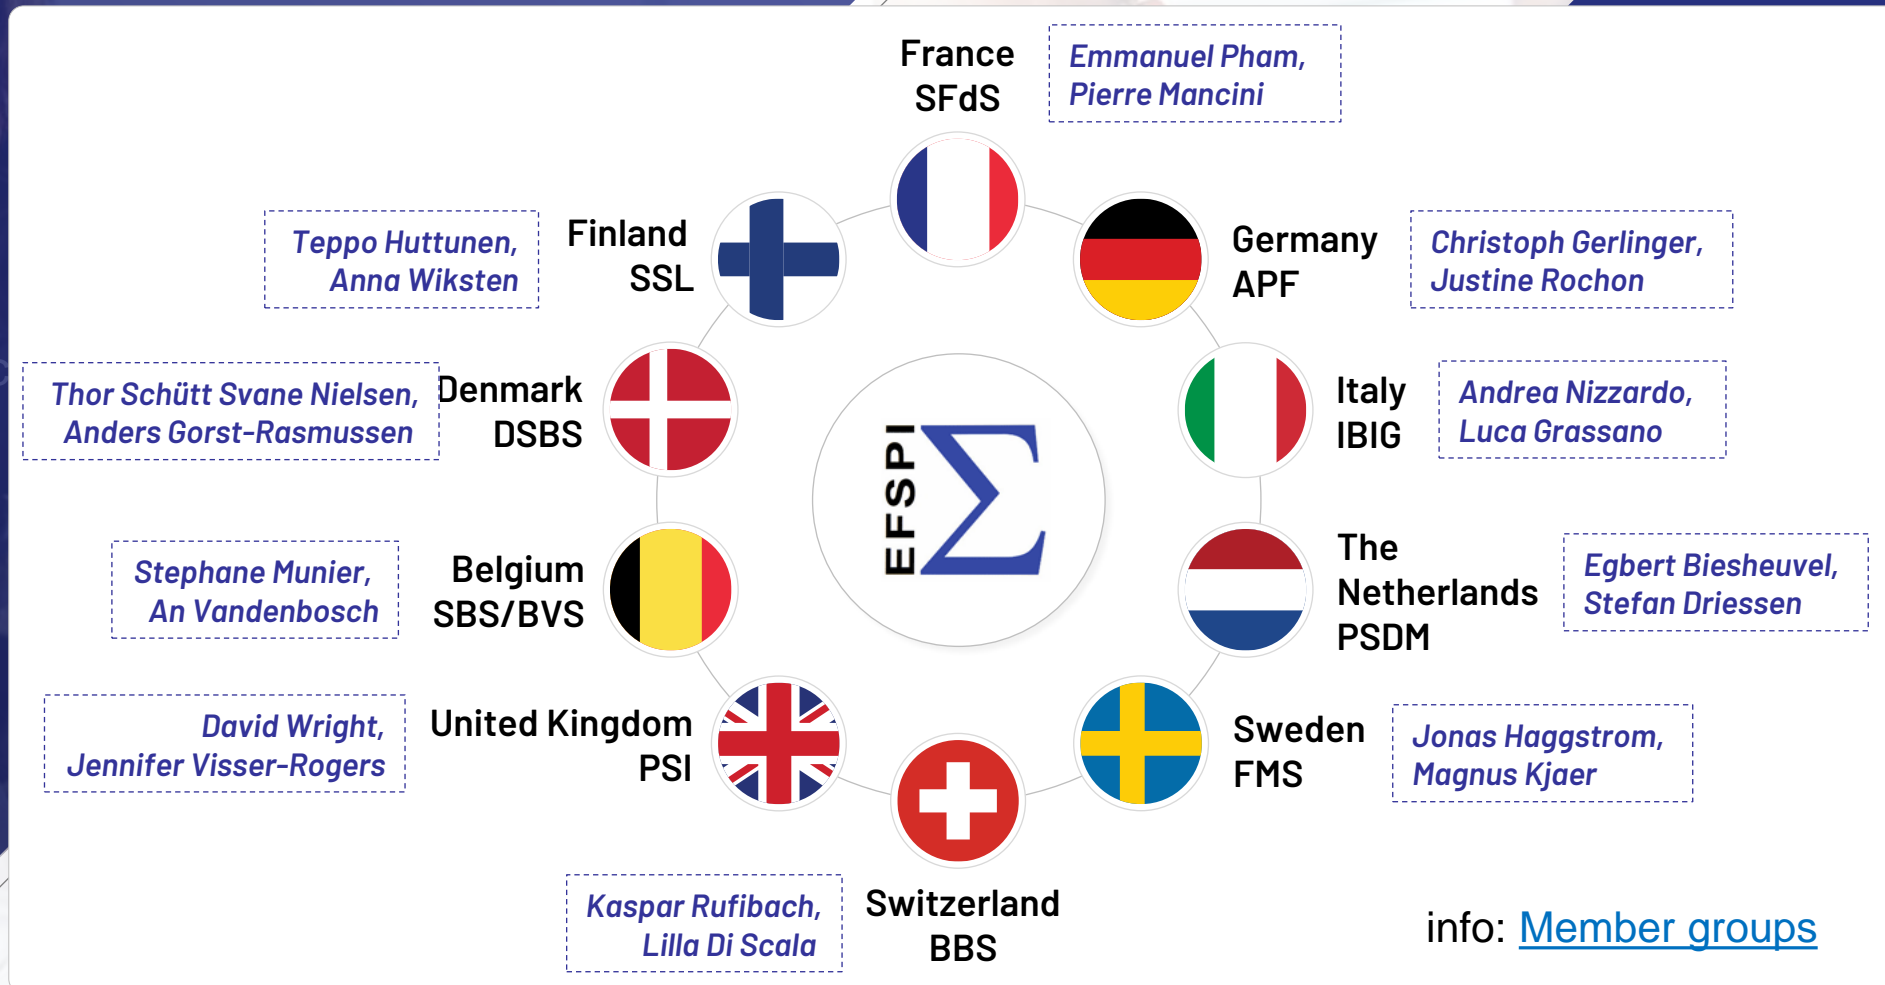 France
SFdS
Emmanuel Pham,
Pierre Mancini
Finland
SSL
Teppo Huttunen,
Anna Wiksten
Germany
APF
Christoph Gerlinger,
Justine Rochon
Denmark
DSBS
Thor Schütt Svane Nielsen,
Anders Gorst-Rasmussen
Italy
IBIG
Andrea Nizzardo,
Luca Grassano
EFSPI
Σ
Belgium
SBS/BVS
Stephane Munier,
An Vandenbosch
The
Netherlands
PSDM
Egbert Biesheuvel,
Stefan Driessen
United Kingdom
PSI
David Wright,
Jennifer Visser-Rogers
Sweden
FMS
Jonas Haggstrom,
Magnus Kjaer
Kaspar Rufibach,
Lilla Di Scala
Switzerland
BBS
info: Member groups